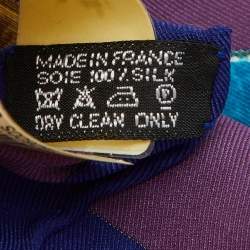 MADE IN FRANCE
SOIE 100% SILK
DRY CLEAN ONLY